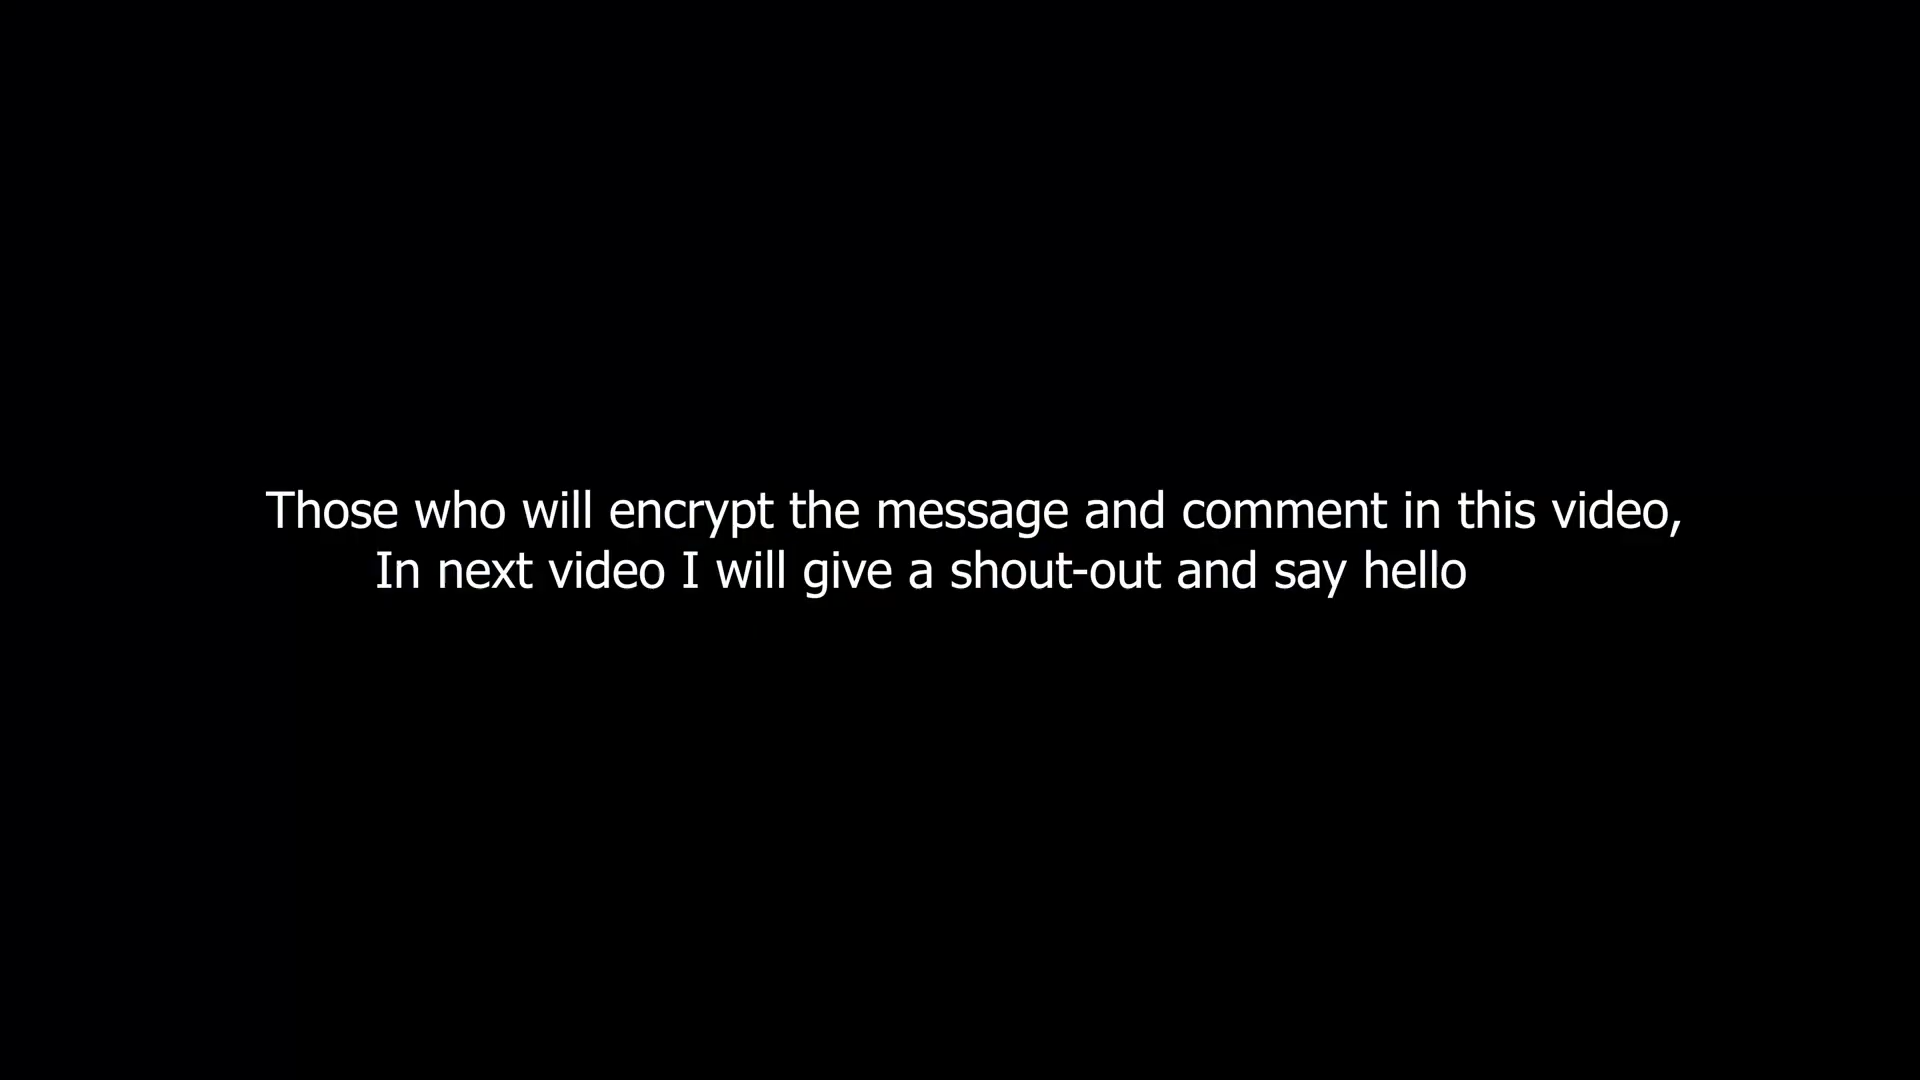 Those who will encrypt the message and comment in this video,
In next video I will give a shout-out and say hello